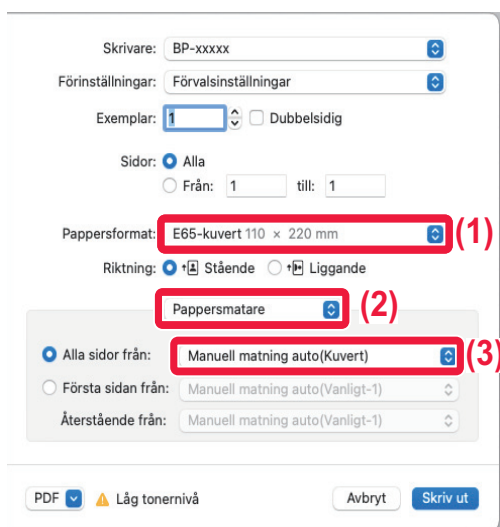 Skrivare: BP-xxxxx
Förinställningar: Förvalsinställningar
Exemplar: 1 Dubbelsidig
Sidor: Alla
Från: 1 till: 1
Pappersformat: E65-kuvert 110 × 220 mm (1)
Riktning: Stående Liggande
Pappersmatare (2)
Alla sidor från: Manuell matning auto(Kuvert) (3)
Första sidan från: Manuell matning auto(Vanligt-1)
Återstående från: Manuell matning auto(Vanligt-1)
PDF Låg tonernivå Avbryt Skriv ut